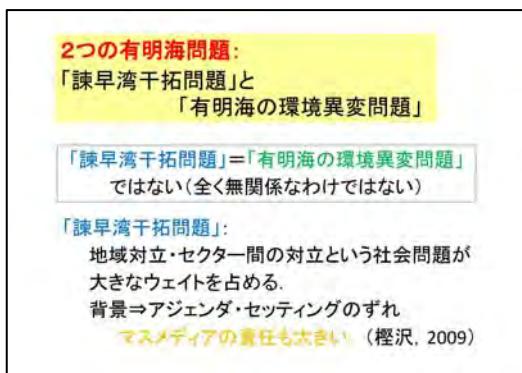 2つの有明海問題:
「諫早湾干拓問題」と
「有明海の環境異変問題」
「諫早湾干拓問題」＝「有明海の環境異変問題」
ではない(全く無関係なわけではない)
「諫早湾干拓問題」:
地域対立・セクター間の対立という社会問題が
大きなウェイトを占める.
背景⇒アジェンダ・セッティングのずれ
マスメディアの責任も大きい (樫沢, 2009)